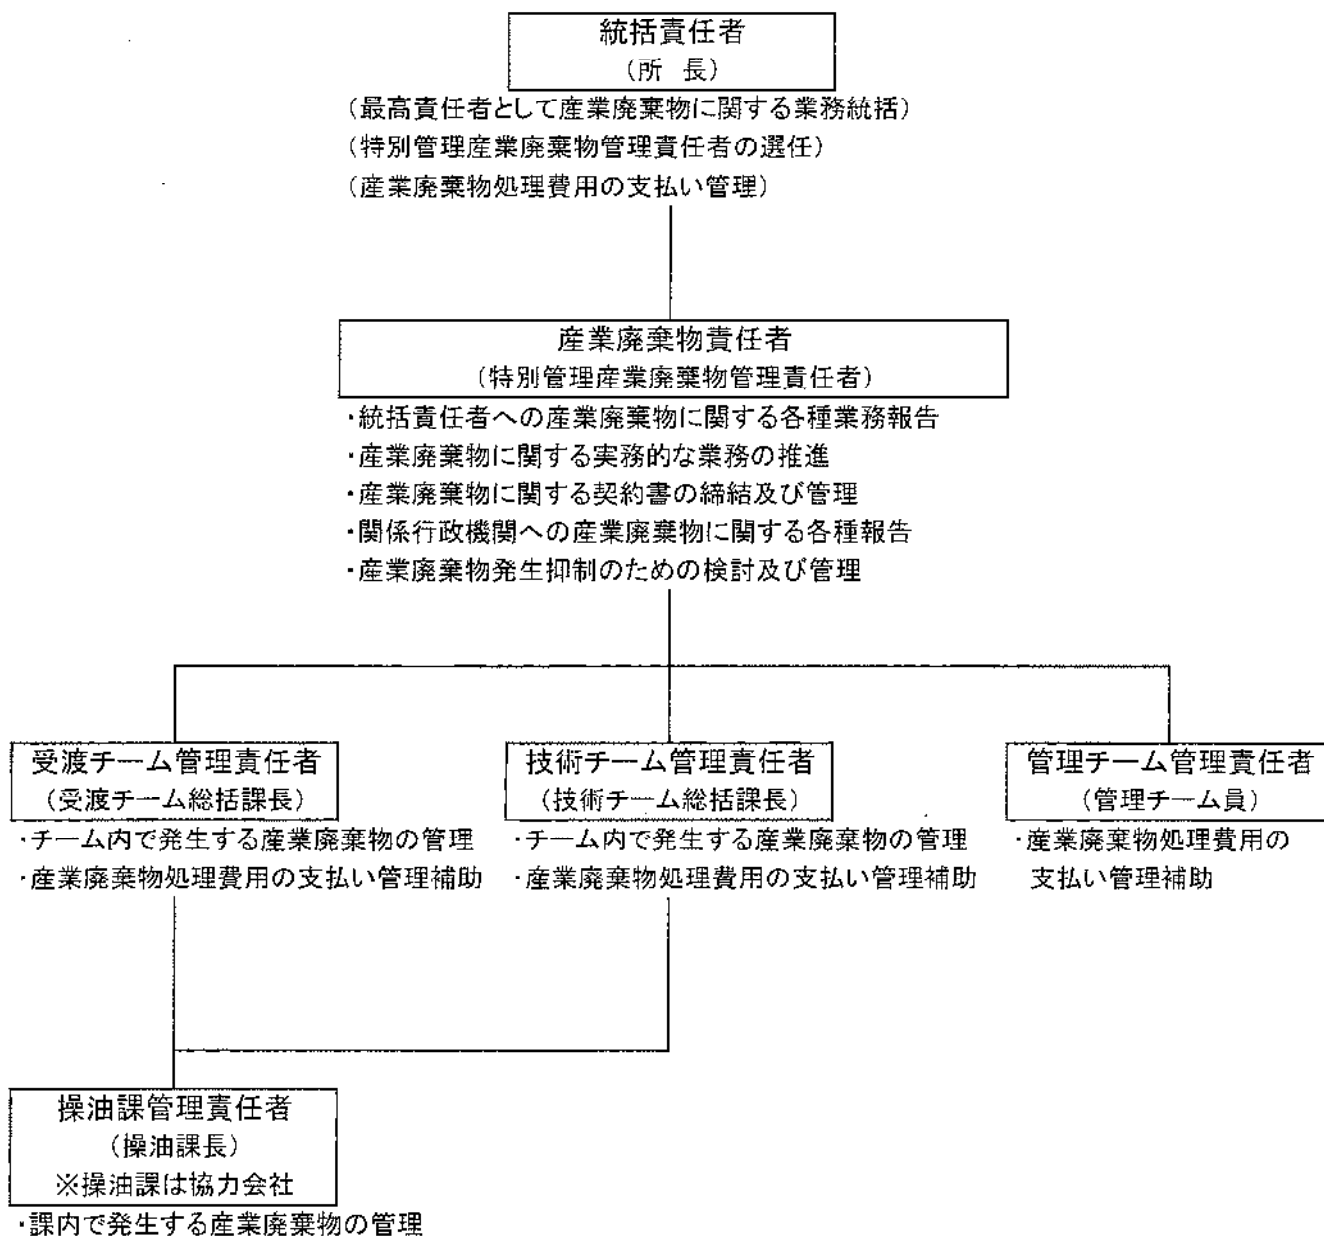 統括責任者
(所 長)
(最高責任者として産業廃棄物に関する業務統括)
(特別管理産業廃棄物管理責任者の選任)
(産業廃棄物処理費用の支払い管理)
産業廃棄物責任者
(特別管理産業廃棄物管理責任者)
・統括責任者への産業廃棄物に関する各種業務報告
・産業廃棄物に関する実務的な業務の推進
・産業廃棄物に関する契約書の締結及び管理
・関係行政機関への産業廃棄物に関する各種報告
・産業廃棄物発生抑制のための検討及び管理
受渡チーム管理責任者
(受渡チーム総括課長)
・チーム内で発生する産業廃棄物の管理
・産業廃棄物処理費用の支払い管理補助
技術チーム管理責任者
(技術チーム総括課長)
・チーム内で発生する産業廃棄物の管理
・産業廃棄物処理費用の支払い管理補助
管理チーム管理責任者
(管理チーム員)
・産業廃棄物処理費用の
支払い管理補助
操油課管理責任者
(操油課長)
※操油課は協力会社
・課内で発生する産業廃棄物の管理